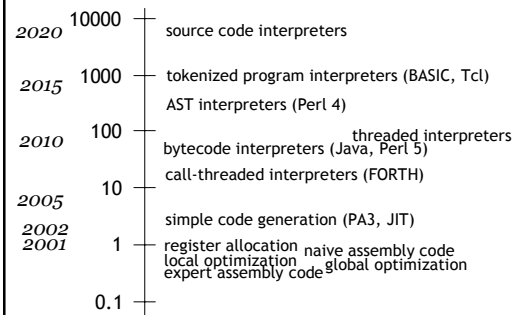 10000
2020
source code interpreters
1000
tokenized program interpreters (BASIC, Tcl)
2015
AST interpreters (Perl 4)
100
threaded interpreters
2010
bytecode interpreters (Java, Perl 5)
call-threaded interpreters (FORTH)
10
2005
simple code generation (PA3, JIT)
2002
2001
1
register allocation
naive assembly code
local optimization
global optimization
expert assembly code
0.1